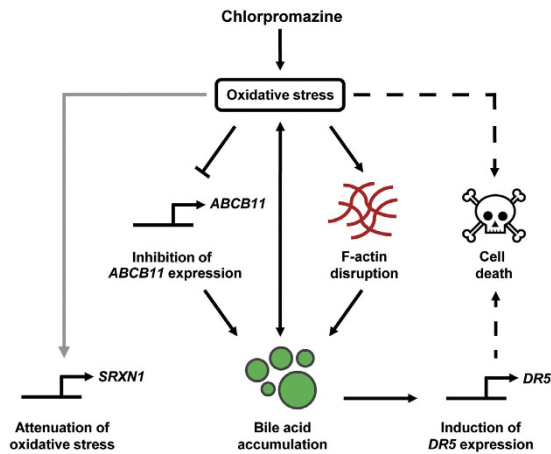 Chlorpromazine
Oxidative stress
ABCB11
Inhibition of
ABCB11 expression
F-actin
disruption
Cell
death
SRXN1
Attenuation of
oxidative stress
Bile acid
accumulation
DR5
Induction of
DR5 expression